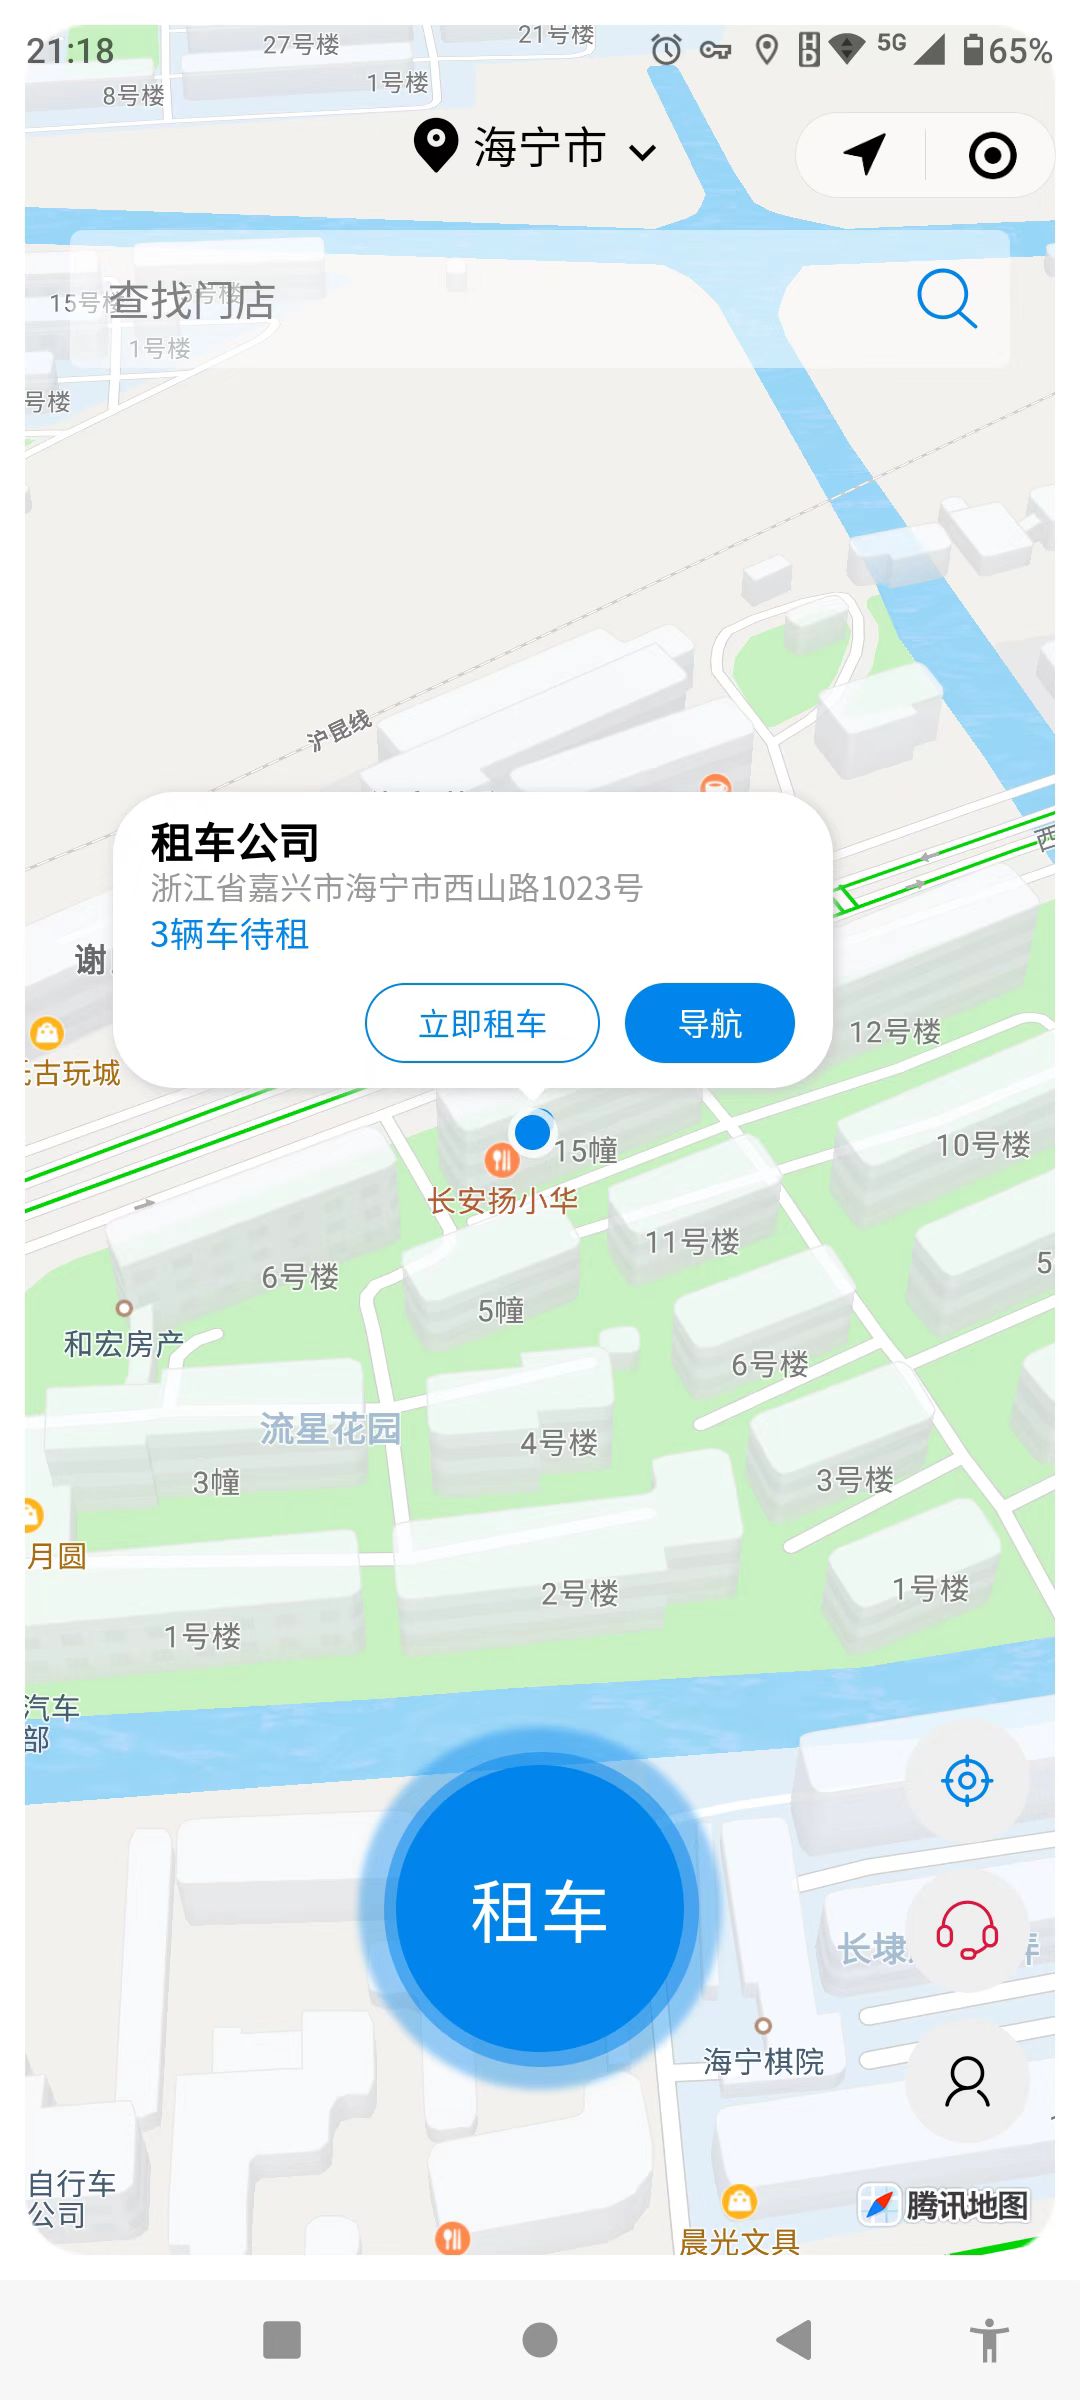 21:18
27号楼
21号楼
5G
65%
8号楼
1号楼
海宁市
15号楼
5号楼
查找门店
1号楼
号楼
沪昆线
租车公司
浙江省嘉兴市海宁市西山路1023号
3辆车待租
西
谢
立即租车
导航
12号楼
古玩城
15幢
10号楼
长安扬小华
11号楼
6号楼
5
5幢
和宏房产
6号楼
流星花园
4号楼
3幢
3号楼
月圆
2号楼
1号楼
1号楼
汽车
部
租车
长埭
海宁棋院
自行车
公司
腾讯地图
晨光文具